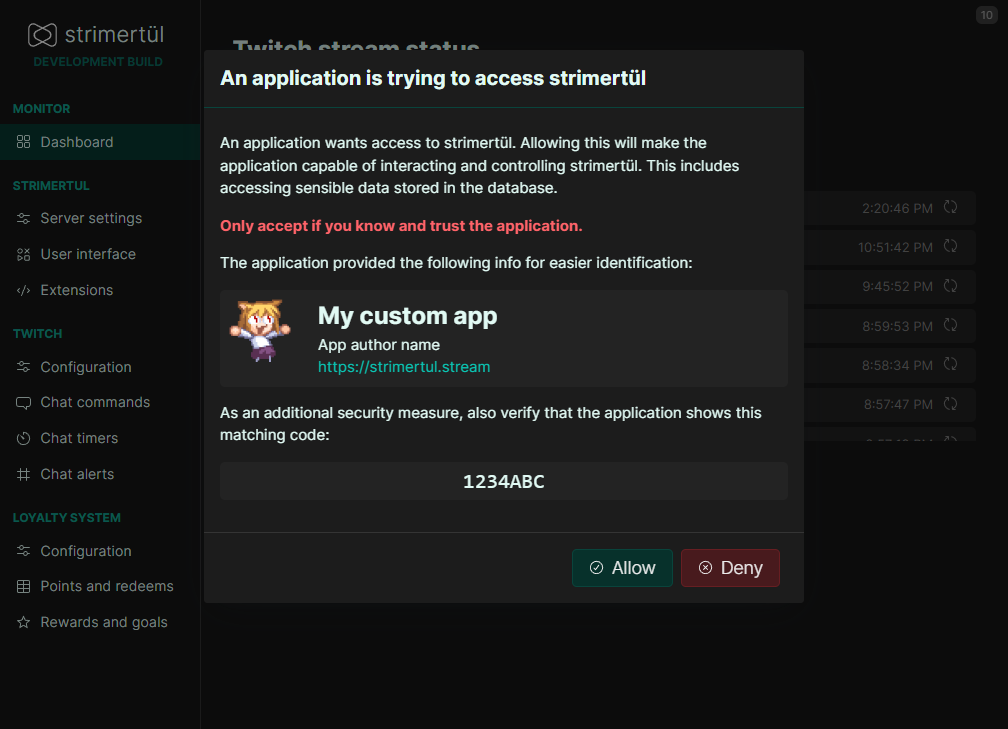 strimertül
DEVELOPMENT BUILD
MONITOR
Dashboard
STRIMERTUL
Server settings
User interface
Extensions
TWITCH
Configuration
Chat commands
Chat timers
Chat alerts
LOYALTY SYSTEM
Configuration
Points and redeems
Rewards and goals
10
Twitch stream status
An application is trying to access strimertül
An application wants access to strimertül. Allowing this will make the
application capable of interacting and controlling strimertül. This includes
accessing sensible data stored in the database.
Only accept if you know and trust the application.
The application provided the following info for easier identification:
My custom app
App author name
https://strimertul.stream
As an additional security measure, also verify that the application shows this
matching code:
1234ABC
Allow
Deny
2:20:46 PM
10:51:42 PM
9:45:52 PM
8:59:53 PM
8:58:34 PM
8:57:47 PM